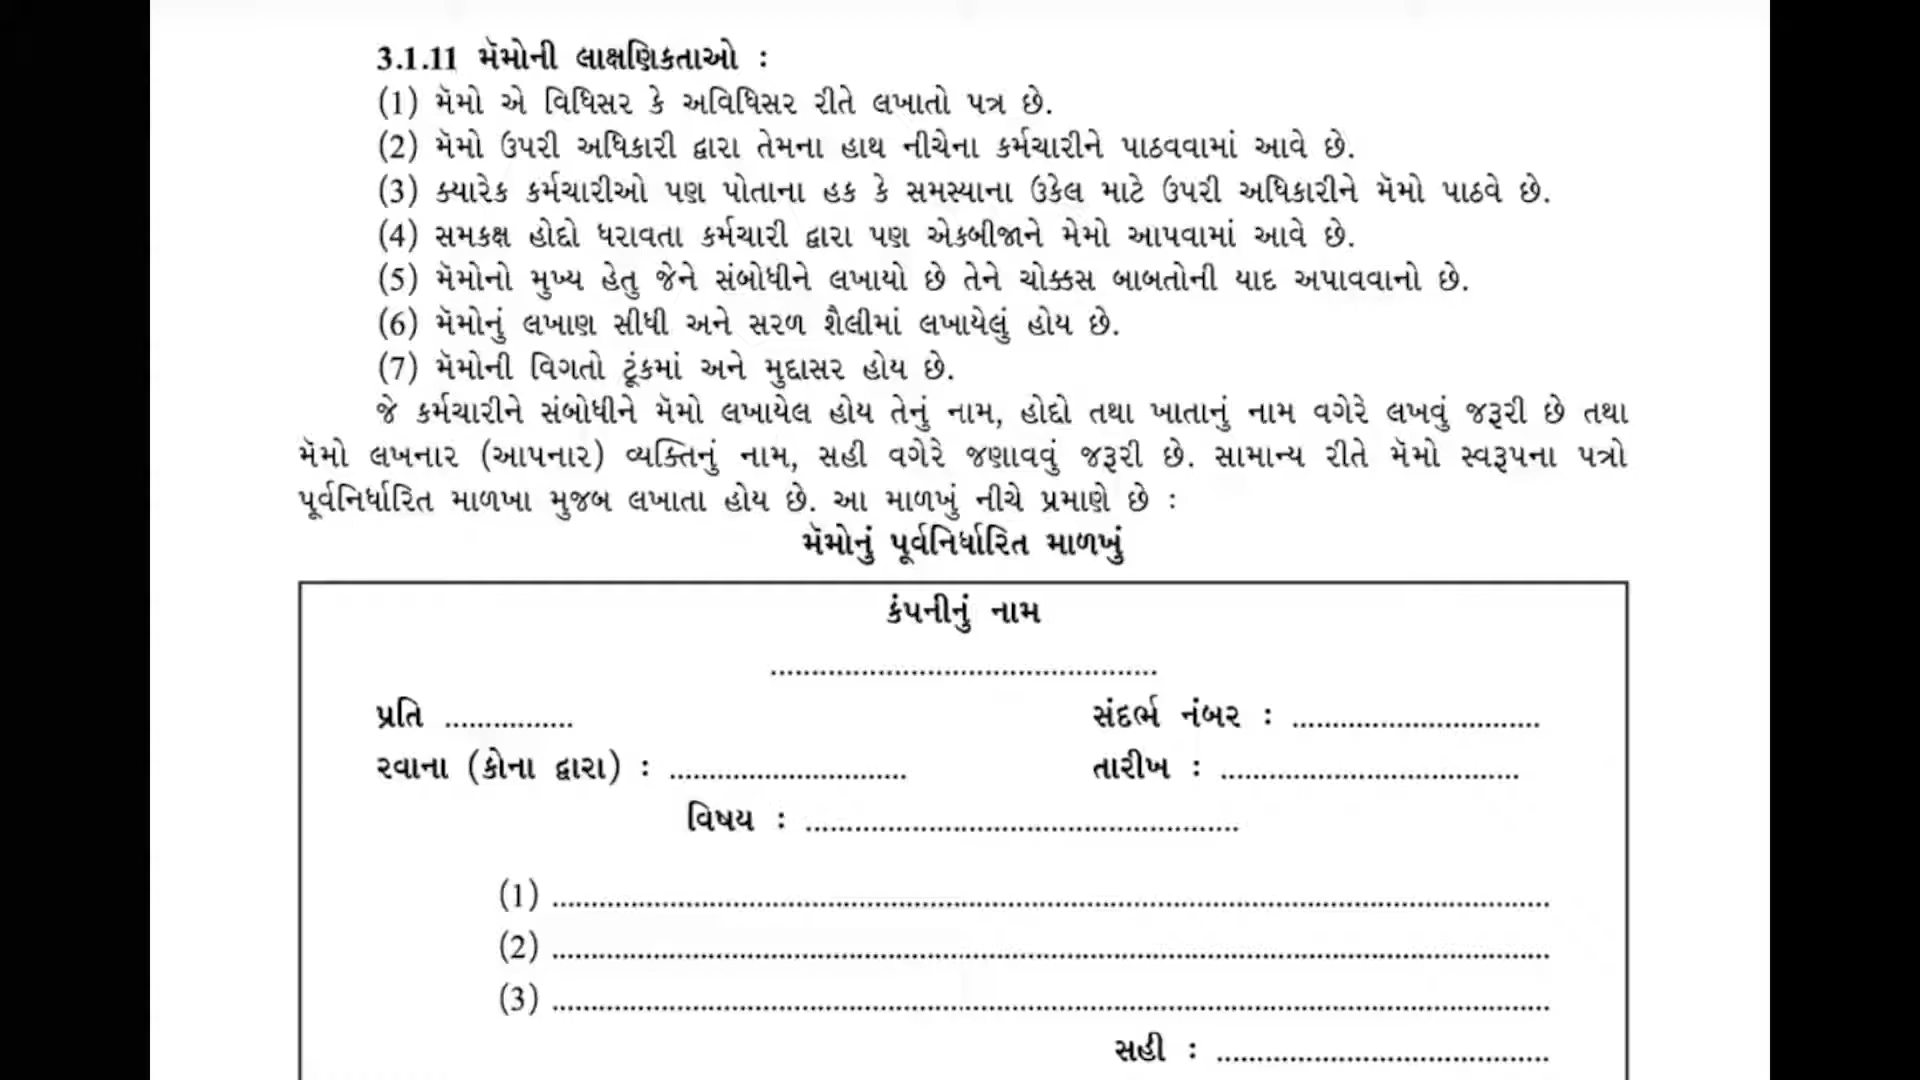 3.1.11 મૅમોની લાક્ષણિકતાઓ :
(1) મૅમો એ વિધિસર કે અવિધિસર રીતે લખાતો પત્ર છે.
(2) મૅમો ઉપરી અધિકારી દ્વારા તેમના હાથ નીચેના કર્મચારીને પાઠવવામાં આવે છે.
(3) ક્યારેક કર્મચારીઓ પણ પોતાના હક કે સમસ્યાના ઉકેલ માટે ઉપરી અધિકારીને મૅમો પાઠવે છે.
(4) સમકક્ષ હોદ્દો ધરાવતા કર્મચારી દ્વારા પણ એકબીજાને મેમો આપવામાં આવે છે.
(5) મૅમોનો મુખ્ય હેતુ જેને સંબોધીને લખાયો છે તેને ચોક્કસ બાબતોની યાદ અપાવવાનો છે.
(6) મૅમોનું લખાણ સીધી અને સરળ શૈલીમાં લખાયેલું હોય છે.
(7) મૅમોની વિગતો ટૂંકમાં અને મુદ્દાસર હોય છે.
જે કર્મચારીને સંબોધીને મૅમો લખાયેલ હોય તેનું નામ, હોદ્દો તથા ખાતાનું નામ વગેરે લખવું જરૂરી છે તથા
મૅમો લખનાર (આપનાર) વ્યક્તિનું નામ, સહી વગેરે જણાવવું જરૂરી છે. સામાન્ય રીતે મૅમો સ્વરૂપના પત્રો
પૂર્વનિર્ધારિત માળખા મુજબ લખાતા હોય છે. આ માળખું નીચે પ્રમાણે છે :
મૅમોનું પૂર્વનિર્ધારિત માળખું
કંપનીનું નામ
................................................
પ્રતિ ................ સંદર્ભ નંબર : ...............................
રવાના (કોના દ્વારા) : .............................. તારીખ : .....................................
વિષય : ......................................................
(1) ............................................................................................................................
(2) ............................................................................................................................
(3) ............................................................................................................................
સહી : .........................................